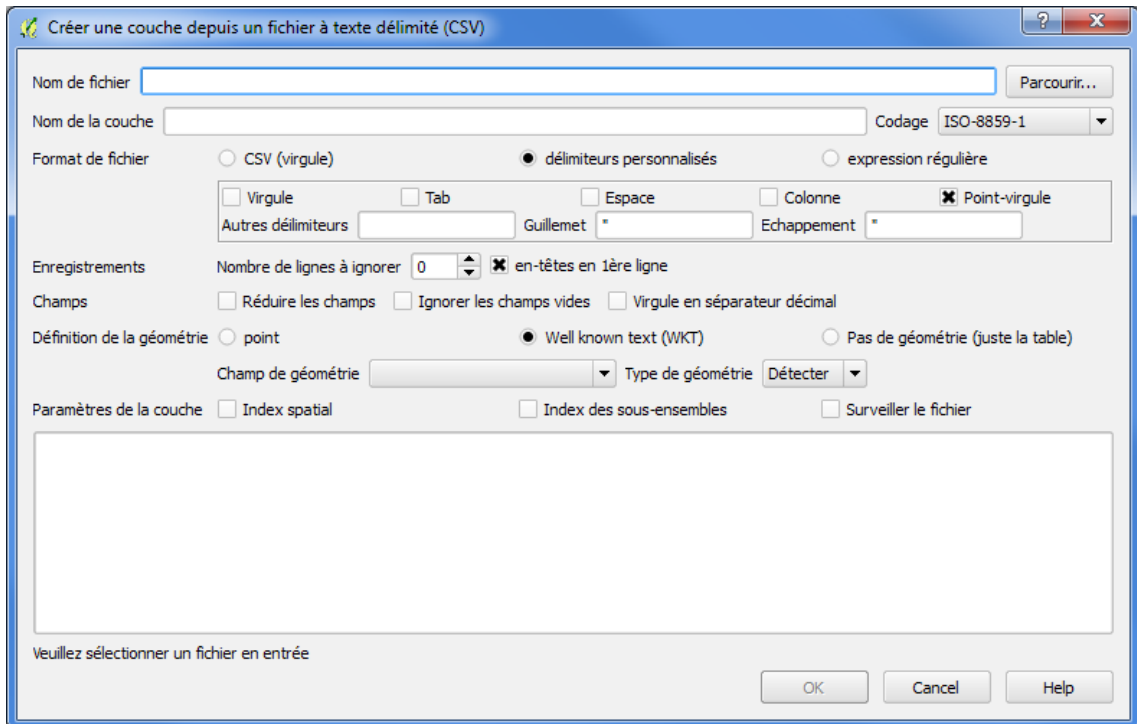 Créer une couche depuis un fichier à texte délimité (CSV)
Nom de fichier Parcourir...
Nom de la couche Codage ISO-8859-1
Format de fichier CSV (virgule) délimiteurs personnalisés expression régulière
Virgule Tab Espace Colonne Point-virgule
Autres déilimiteurs Guillemet " Echappement "
Enregistrements Nombre de lignes à ignorer 0 en-têtes en 1ère ligne
Champs Réduire les champs Ignorer les champs vides Virgule en séparateur décimal
Définition de la géométrie point Well known text (WKT) Pas de géométrie (juste la table)
Champ de géométrie Type de géométrie Détecter
Paramètres de la couche Index spatial Index des sous-ensembles Surveiller le fichier
Veuillez sélectionner un fichier en entrée
OK Cancel Help